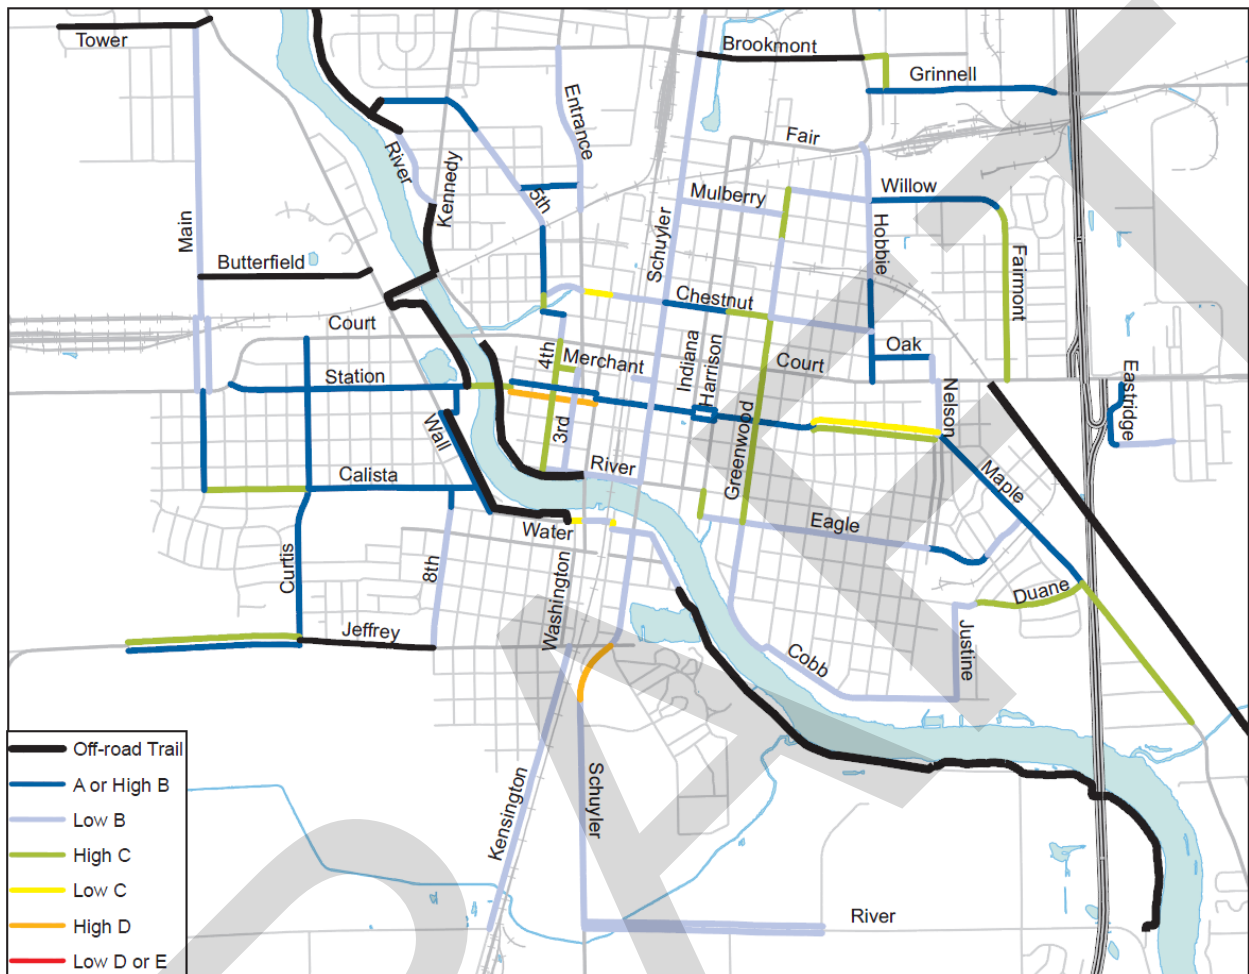 Tower
Brookmont
Grinnell
Entrance
Fair
River
Kennedy
5th
Mulberry
Willow
Main
Schuyler
Hobbie
Fairmont
Butterfield
Chestnut
Court
4th
Merchant
Indiana
Harrison
Court
Oak
Station
Eastridge
Nelson
Wall
3rd
Greenwood
River
Maple
Calista
Water
Eagle
Curtis
8th
Washington
Duane
Jeffrey
Justine
Cobb
Kensington
Schuyler
River
Off-road Trail
A or High B
Low B
High C
Low C
High D
Low D or E